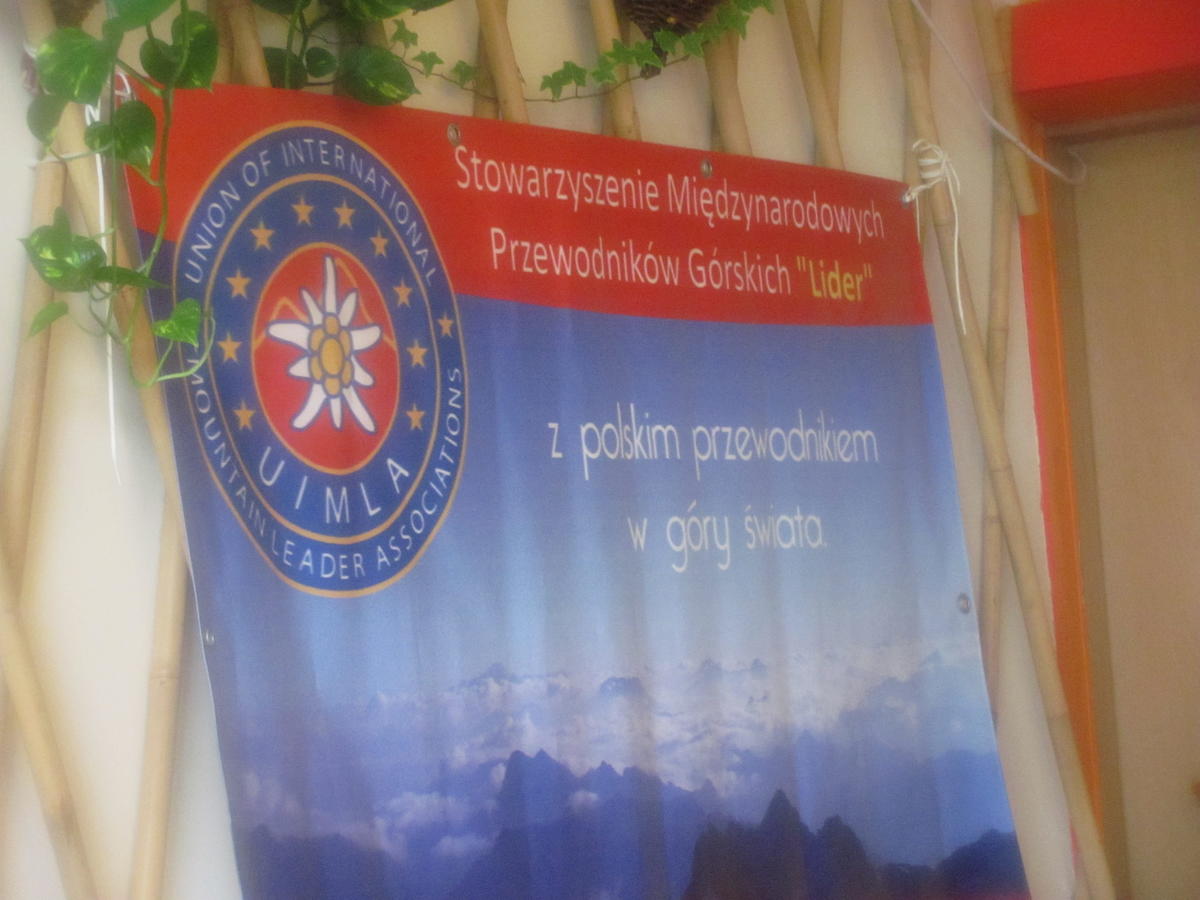 UNION OF INTERNATIONAL
MOUNTAIN LEADER ASSOCIATIONS
UIMLA
Stowarzyszenie Międzynarodowych
Przewodników Górskich "Lider"
z polskim przewodnikiem
w góry świata.